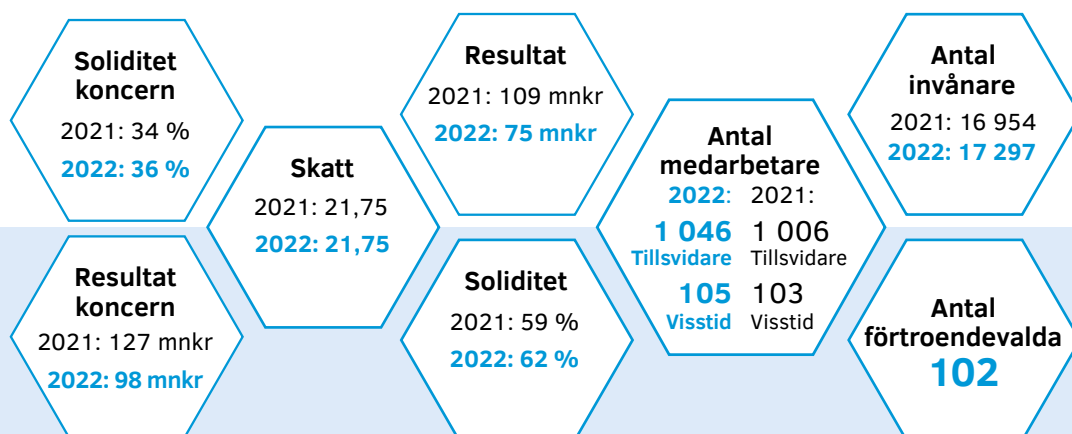 Soliditet
koncern
2021: 34 %
2022: 36 %
Resultat
koncern
2021: 127 mnkr
2022: 98 mnkr
Skatt
2021: 21,75
2022: 21,75
Resultat
2021: 109 mnkr
2022: 75 mnkr
Soliditet
2021: 59 %
2022: 62 %
Antal
medarbetare
2022: 2021:
1 046 1 006
Tillsvidare Tillsvidare
105 103
Visstid Visstid
Antal
invånare
2021: 16 954
2022: 17 297
Antal
förtroendevalda
102